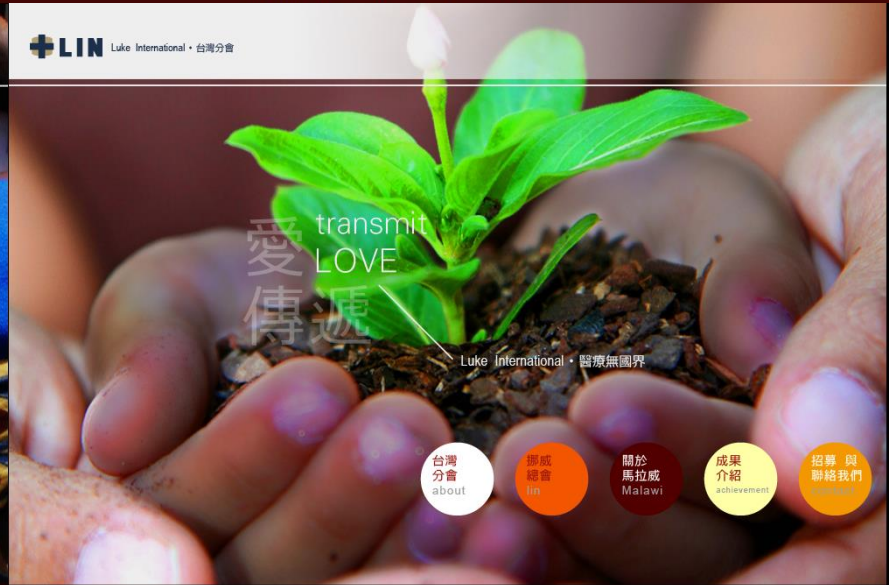 LIN Luke International・台灣分會
transmit
LOVE
愛
傳遞
Luke International・醫療無國界
台灣
分會
about
挪威
總會
lin
關於
馬拉威
Malawi
成果
介紹
achievement
招募 與
聯絡我們